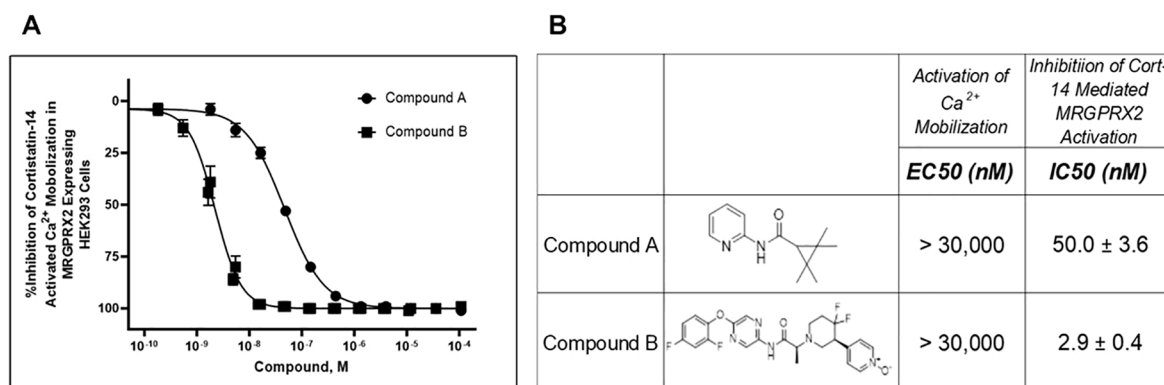 A
%Inhibition of Cortistatin-14
Activated Ca2+ Mobolization in
MRGPRX2 Expressing
HEK293 Cells
0
25
50
75
100
Compound A
Compound B
10-10
10-9
10-8
10-7
10-6
10-5
10-4
Compound, M
B
Activation of
Ca2+
Mobilization
Inhibitiion of Cort-
14 Mediated
MRGPRX2
Activation
EC50 (nM)
IC50 (nM)
Compound A
N
NH
O
> 30,000
50.0 ± 3.6
Compound B
F
F
O
N
N
NH
O
N
F
F
N+
O-
> 30,000
2.9 ± 0.4